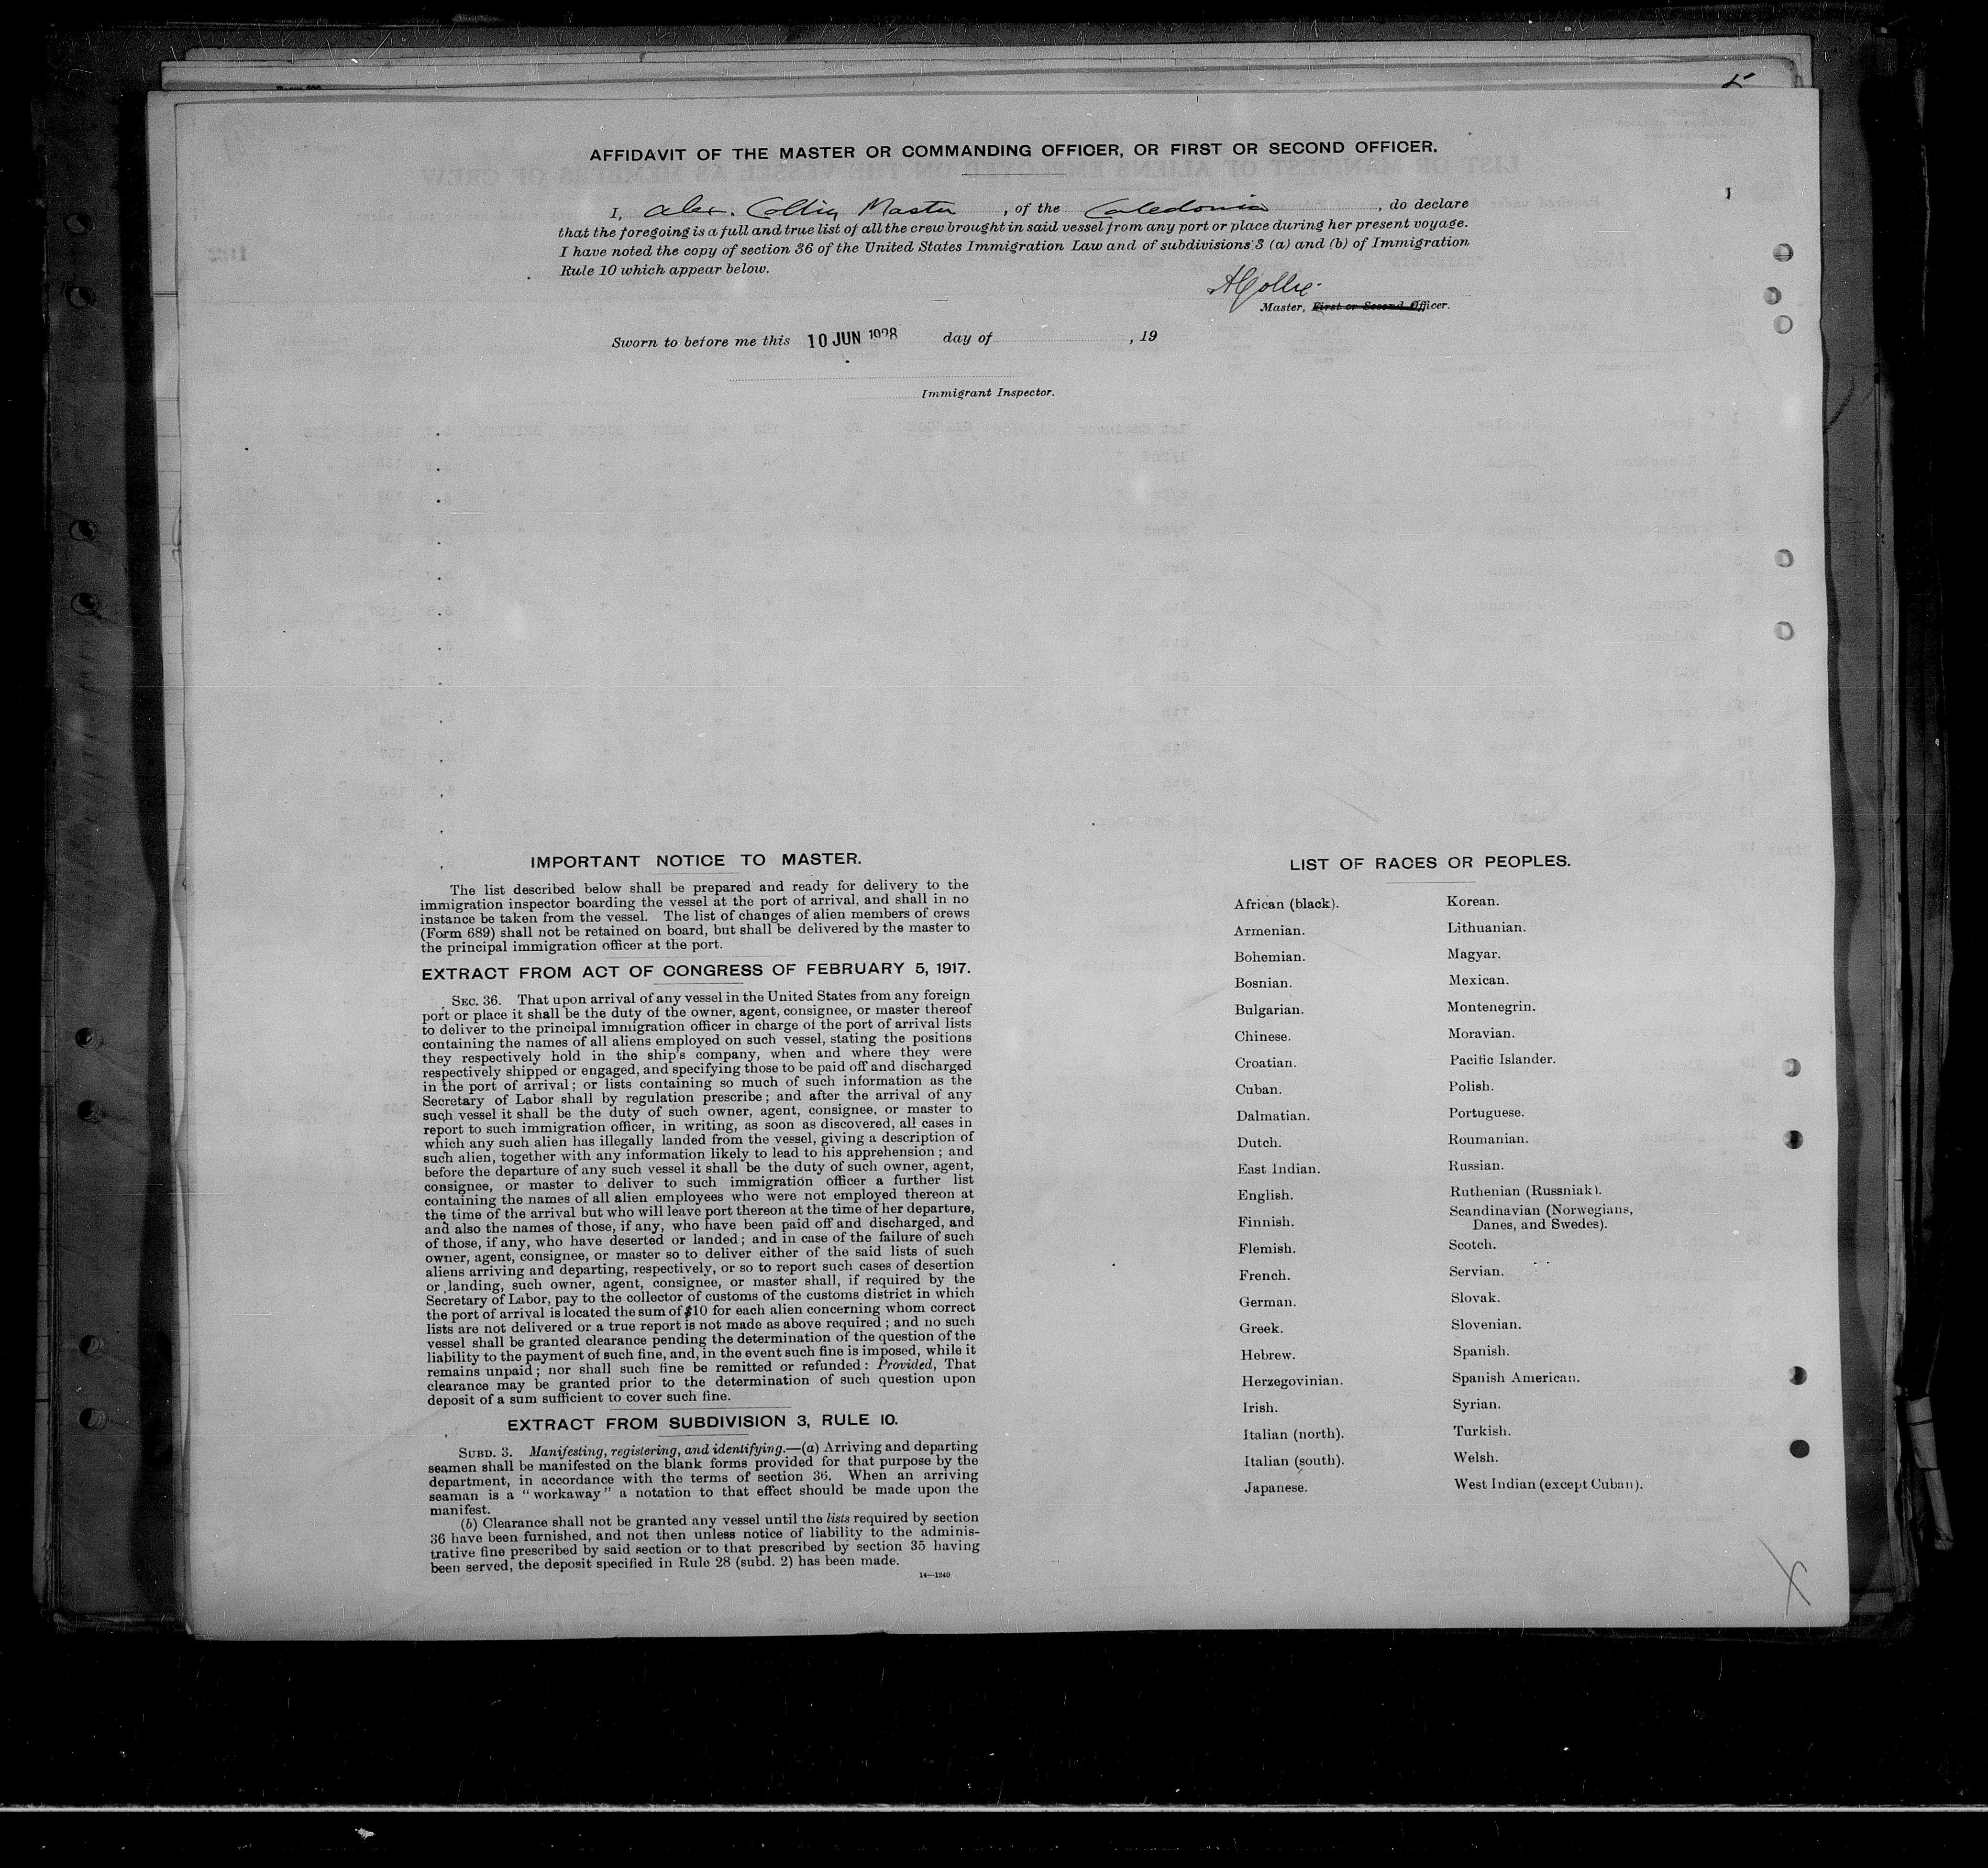 AFFIDAVIT OF THE MASTER OR COMMANDING OFFICER, OR FIRST OR SECOND OFFICER.
I, Alex. Collie, Master, of the Caledonia, do declare
that the foregoing is a full and true list of all the crew brought in said vessel from any port or place during her present voyage.
I have noted the copy of section 36 of the United States Immigration Law and of subdivisions 3 (a) and (b) of Immigration
Rule 10 which appear below.
A Collie
Master, First or Second Officer.
Sworn to before me this 10 JUN 1928 day of , 19
Immigrant Inspector.
IMPORTANT NOTICE TO MASTER.
The list described below shall be prepared and ready for delivery to the
immigration inspector boarding the vessel at the port of arrival, and shall in no
instance be taken from the vessel. The list of changes of alien members of crews
(Form 689) shall not be retained on board, but shall be delivered by the master to
the principal immigration officer at the port.
EXTRACT FROM ACT OF CONGRESS OF FEBRUARY 5, 1917.
SEC. 36. That upon arrival of any vessel in the United States from any foreign
port or place it shall be the duty of the owner, agent, consignee, or master thereof
to deliver to the principal immigration officer in charge of the port of arrival lists
containing the names of all aliens employed on such vessel, stating the positions
they respectively hold in the ship's company, when and where they were
respectively shipped or engaged, and specifying those to be paid off and discharged
in the port of arrival; or lists containing so much of such information as the
Secretary of Labor shall by regulation prescribe; and after the arrival of any
such vessel it shall be the duty of such owner, agent, consignee, or master to
report to such immigration officer, in writing, as soon as discovered, all cases in
which any such alien has illegally landed from the vessel, giving a description of
such alien, together with any information likely to lead to his apprehension; and
before the departure of any such vessel it shall be the duty of such owner, agent,
consignee, or master to deliver to such immigration officer a further list
containing the names of all alien employees who were not employed thereon at
the time of the arrival but who will leave port thereon at the time of her departure,
and also the names of those, if any, who have been paid off and discharged, and
of those, if any, who have deserted or landed; and in case of the failure of such
owner, agent, consignee, or master so to deliver either of the said lists of such
aliens arriving and departing, respectively, or so to report such cases of desertion
or landing, such owner, agent, consignee, or master shall, if required by the
Secretary of Labor, pay to the collector of customs of the customs district in which
the port of arrival is located the sum of $10 for each alien concerning whom correct
lists are not delivered or a true report is not made as above required; and no such
vessel shall be granted clearance pending the determination of the question of the
liability to the payment of such fine, and, in the event such fine is imposed, while it
remains unpaid; nor shall such fine be remitted or refunded: Provided, That
clearance may be granted prior to the determination of such question upon
deposit of a sum sufficient to cover such fine.
EXTRACT FROM SUBDIVISION 3, RULE 10.
SUBD. 3. Manifesting, registering, and identifying.—(a) Arriving and departing
seamen shall be manifested on the blank forms provided for that purpose by the
department, in accordance with the terms of section 36. When an arriving
seaman is a "workaway" a notation to that effect should be made upon the
manifest.
(b) Clearance shall not be granted any vessel until the lists required by section
36 have been furnished, and not then unless notice of liability to the adminis-
trative fine prescribed by said section or to that prescribed by section 35 having
been served, the deposit specified in Rule 28 (subd. 2) has been made.
14—1240
LIST OF RACES OR PEOPLES.
African (black).
Armenian.
Bohemian.
Bosnian.
Bulgarian.
Chinese.
Croatian.
Cuban.
Dalmatian.
Dutch.
East Indian.
English.
Finnish.
Flemish.
French.
German.
Greek.
Hebrew.
Herzegovinian.
Irish.
Italian (north).
Italian (south).
Japanese.
Korean.
Lithuanian.
Magyar.
Mexican.
Montenegrin.
Moravian.
Pacific Islander.
Polish.
Portuguese.
Roumanian.
Russian.
Ruthenian (Russniak).
Scandinavian (Norwegians,
Danes, and Swedes).
Scotch.
Servian.
Slovak.
Slovenian.
Spanish.
Spanish American.
Syrian.
Turkish.
Welsh.
West Indian (except Cuban).